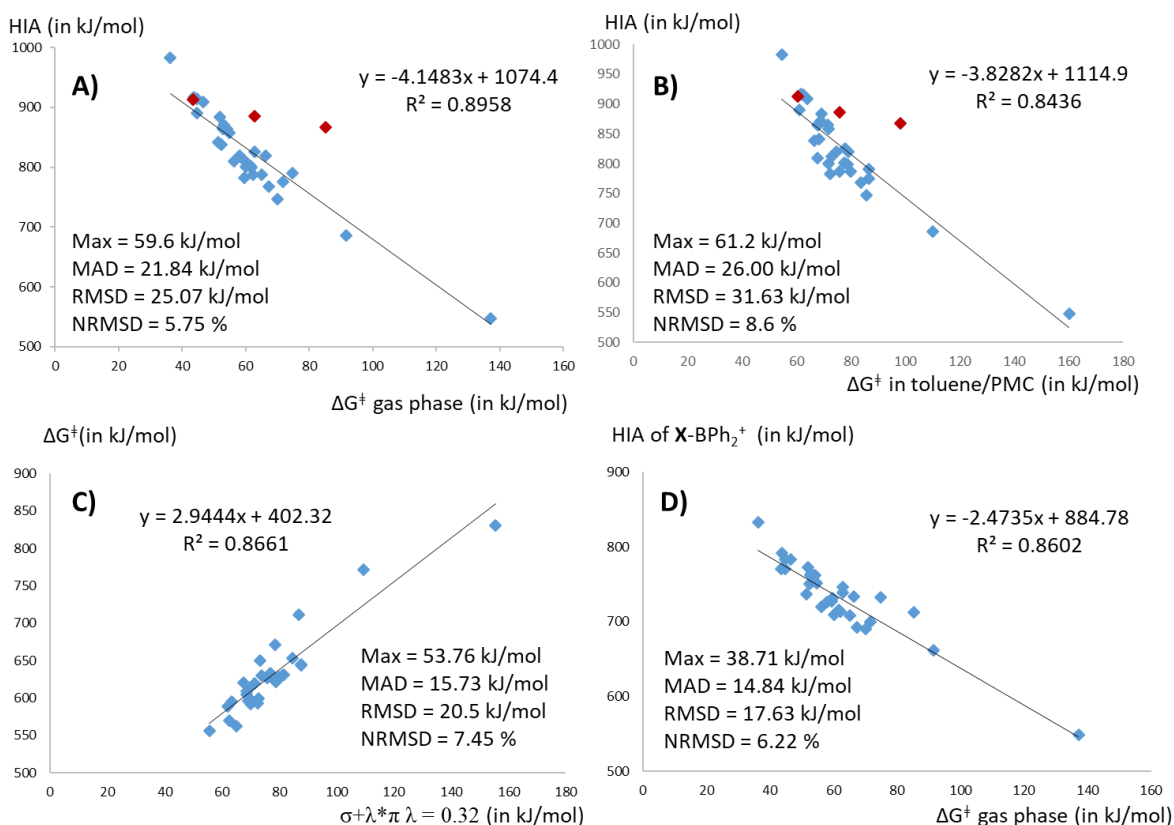 HIA (in kJ/mol)
1000
900
800
700
600
500
0 20 40 60 80 100 120 140 160
A)
y = -4.1483x + 1074.4
R² = 0.8958
Max = 59.6 kJ/mol
MAD = 21.84 kJ/mol
RMSD = 25.07 kJ/mol
NRMSD = 5.75 %
ΔG‡ gas phase (in kJ/mol)
HIA (in kJ/mol)
1000
950
900
850
800
750
700
650
600
550
500
0 20 40 60 80 100 120 140 160 180
B)
y = -3.8282x + 1114.9
R² = 0.8436
Max = 61.2 kJ/mol
MAD = 26.00 kJ/mol
RMSD = 31.63 kJ/mol
NRMSD = 8.6 %
ΔG‡ in toluene/PMC (in kJ/mol)
ΔG‡(in kJ/mol)
900
850
800
750
700
650
600
550
500
0 20 40 60 80 100 120 140 160 180
C)
y = 2.9444x + 402.32
R² = 0.8661
Max = 53.76 kJ/mol
MAD = 15.73 kJ/mol
RMSD = 20.5 kJ/mol
NRMSD = 7.45 %
σ+λ*π λ = 0.32 (in kJ/mol)
HIA of X-BPh₂⁺ (in kJ/mol)
900
800
700
600
500
0 20 40 60 80 100 120 140 160
D)
y = -2.4735x + 884.78
R² = 0.8602
Max = 38.71 kJ/mol
MAD = 14.84 kJ/mol
RMSD = 17.63 kJ/mol
NRMSD = 6.22 %
ΔG‡ gas phase (in kJ/mol)